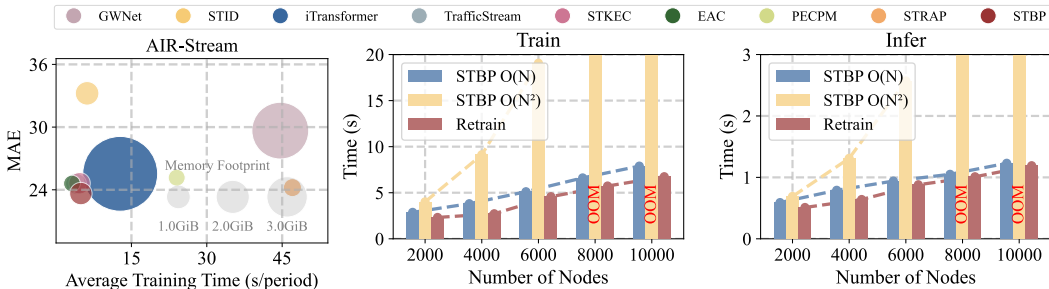 GWNet STID iTransformer TrafficStream STKEC EAC PECPM STRAP STBP
AIR-Stream
MAE
36
30
24
Memory Footprint
1.0GiB 2.0GiB 3.0GiB
15 30 45
Average Training Time (s/period)
Train
Time (s)
20
15
10
5
0
STBP O(N)
STBP O(N²)
Retrain
OOM OOM
2000 4000 6000 8000 10000
Number of Nodes
Infer
Time (s)
3
2
1
0
STBP O(N)
STBP O(N²)
Retrain
OOM OOM
2000 4000 6000 8000 10000
Number of Nodes